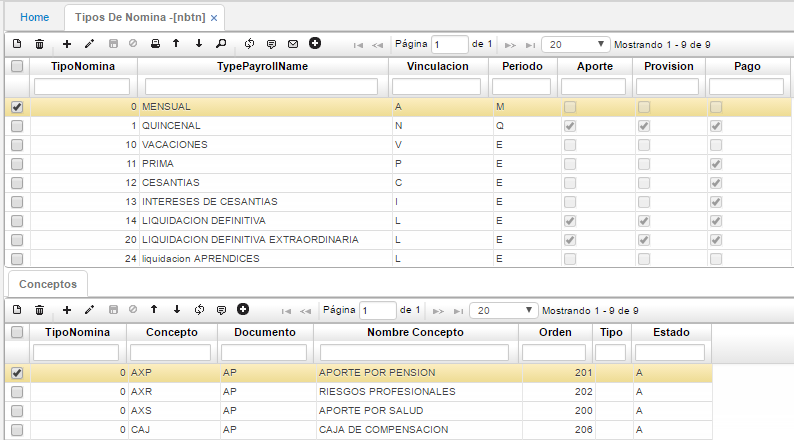 Home Tipos De Nomina -[nbtn] ×
Página 1 de 1 20 Mostrando 1 - 9 de 9
TipoNomina TypePayrollName Vinculacion Periodo Aporte Provision Pago
0 MENSUAL A M
1 QUINCENAL N Q
10 VACACIONES V E
11 PRIMA P E
12 CESANTIAS C E
13 INTERESES DE CESANTIAS I E
14 LIQUIDACION DEFINITIVA L E
20 LIQUIDACION DEFINITIVA EXTRAORDINARIA L E
24 liquidacion APRENDICES L E
Conceptos
Página 1 de 1 20 Mostrando 1 - 9 de 9
TipoNomina Concepto Documento Nombre Concepto Orden Tipo Estado
0 AXP AP APORTE POR PENSION 201 A
0 AXR AP RIESGOS PROFESIONALES 202 A
0 AXS AP APORTE POR SALUD 200 A
0 CAJ AP CAJA DE COMPENSACION 206 A